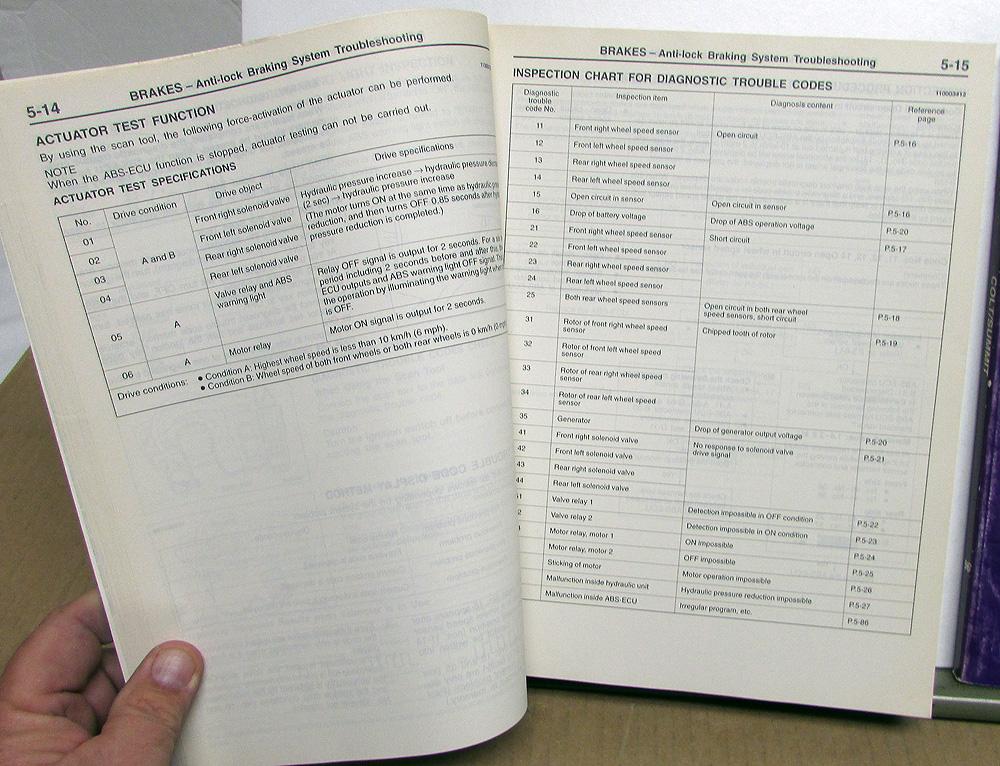 5-14
BRAKES – Anti-lock Braking System Troubleshooting
ACTUATOR TEST FUNCTION
By using the scan tool, the following force-activation of the actuator can be performed.
NOTE
When the ABS-ECU function is stopped, actuator testing can not be carried out.
ACTUATOR TEST SPECIFICATIONS
No. Drive condition Drive object Drive specifications
01 A and B Front right solenoid valve Hydraulic pressure increase → hydraulic pressure
(2 sec) → hydraulic pressure increase
02 Front left solenoid valve (The motor turns ON at the same time as hydraulic
reduction, and then turns OFF 0.85 seconds after
03 Rear right solenoid valve pressure reduction is completed.)
04 Rear left solenoid valve
05 A Valve relay and ABS
warning light
Relay OFF signal is output for 2 seconds. For a
period including 2 seconds before and after this,
ECU outputs and ABS warning light OFF signal.
the operation by illuminating the warning light
is OFF.
06 A Motor relay Motor ON signal is output for 2 seconds.
Drive conditions: ● Condition A: Highest wheel speed is less than 10 km/h (6 mph).
● Condition B: Wheel speed of both front wheels or both rear wheels is 0 km/h
BRAKES – Anti-lock Braking System Troubleshooting
5-15
INSPECTION CHART FOR DIAGNOSTIC TROUBLE CODES
1100003412
Diagnostic trouble code No. Inspection item Diagnosis content Reference page
11 Front right wheel speed sensor Open circuit P.5-16
12 Front left wheel speed sensor
13 Rear right wheel speed sensor
14 Rear left wheel speed sensor
15 Open circuit in sensor Open circuit in sensor P.5-16
16 Drop of battery voltage Drop of ABS operation voltage P.5-20
21 Front right wheel speed sensor Short circuit P.5-17
22 Front left wheel speed sensor
23 Rear right wheel speed sensor
24 Rear left wheel speed sensor
25 Both rear wheel speed sensors Open circuit in both rear wheel
speed sensors, short circuit P.5-18
31 Rotor of front right wheel speed
sensor Chipped tooth of rotor P.5-19
32 Rotor of front left wheel speed
sensor
33 Rotor of rear right wheel speed
sensor
34 Rotor of rear left wheel speed
sensor
35 Generator Drop of generator output voltage P.5-20
41 Front right solenoid valve No response to solenoid valve
drive signal P.5-21
42 Front left solenoid valve
43 Rear right solenoid valve
44 Rear left solenoid valve
Valve relay 1 Detection impossible in OFF condition P.5-22
Valve relay 2 Detection impossible in ON condition P.5-23
Motor relay, motor 1 ON impossible P.5-24
Motor relay, motor 2 OFF impossible P.5-25
Sticking of motor Motor operation impossible P.5-26
Malfunction inside hydraulic unit Hydraulic pressure reduction impossible P.5-27
Malfunction inside ABS-ECU Irregular program, etc. P.5-86
COLT/SUMMIT